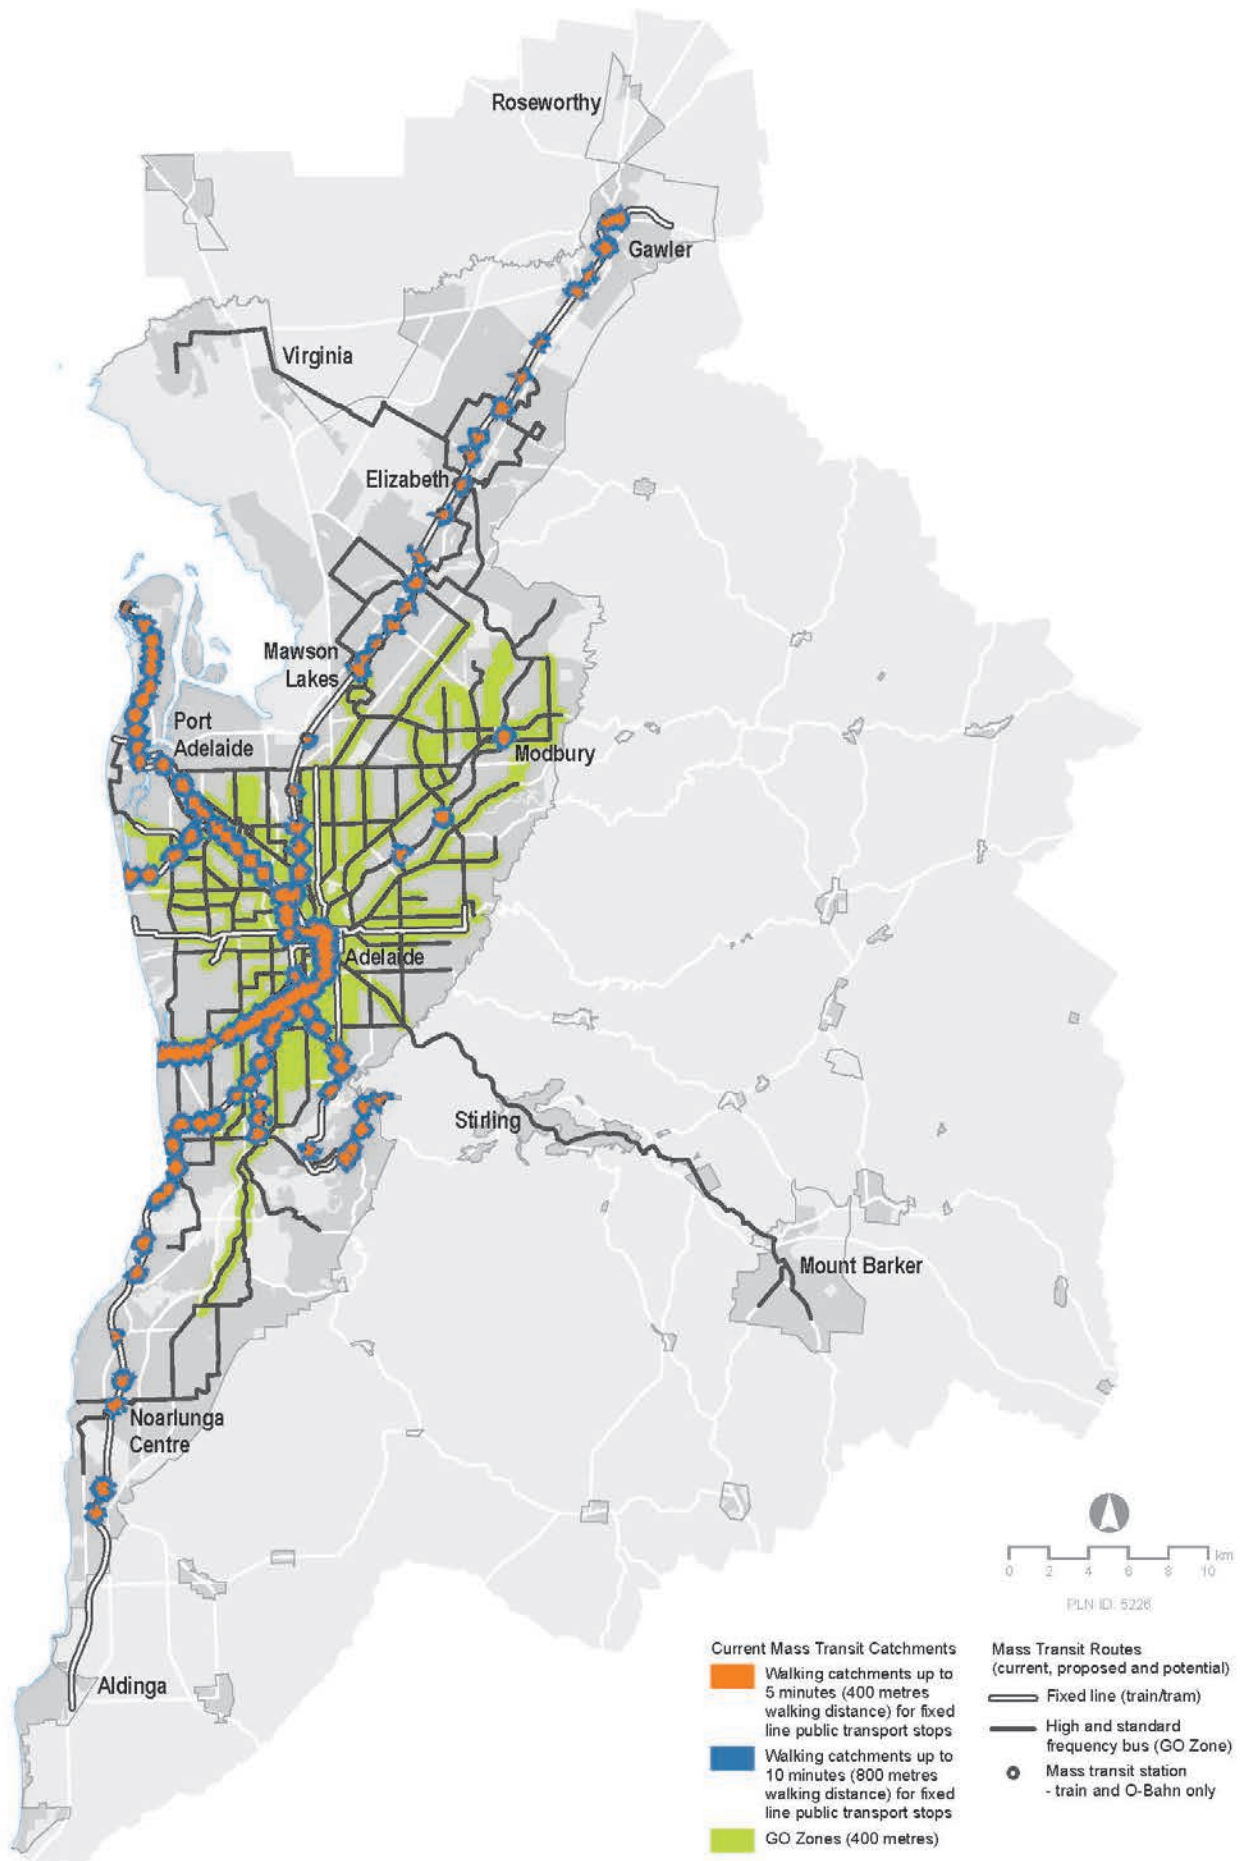 Roseworthy
Gawler
Virginia
Elizabeth
Mawson
Lakes
Port
Adelaide
Modbury
Adelaide
Stirling
Mount Barker
Noarlunga
Centre
Aldinga
km
0 2 4 6 8 10
PLN ID: 5226
Current Mass Transit Catchments
Walking catchments up to
5 minutes (400 metres
walking distance) for fixed
line public transport stops
Walking catchments up to
10 minutes (800 metres
walking distance) for fixed
line public transport stops
GO Zones (400 metres)
Mass Transit Routes
(current, proposed and potential)
Fixed line (train/tram)
High and standard
frequency bus (GO Zone)
Mass transit station
- train and O-Bahn only